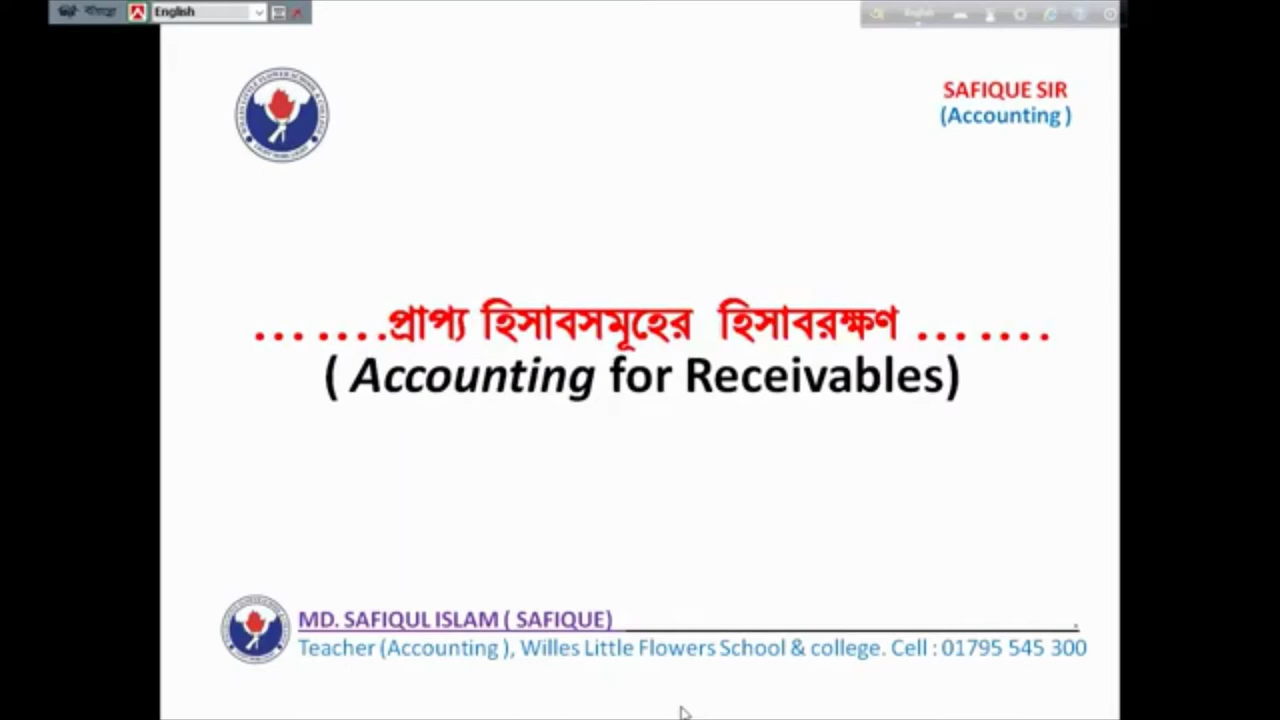 English
SAFIQUE SIR
(Accounting )
... ....প্রাপ্য হিসাবসমূহের হিসাবরক্ষণ ... ....
( Accounting for Receivables)
MD. SAFIQUL ISLAM ( SAFIQUE) ______________________________.
Teacher (Accounting ), Willes Little Flowers School & college. Cell : 01795 545 300